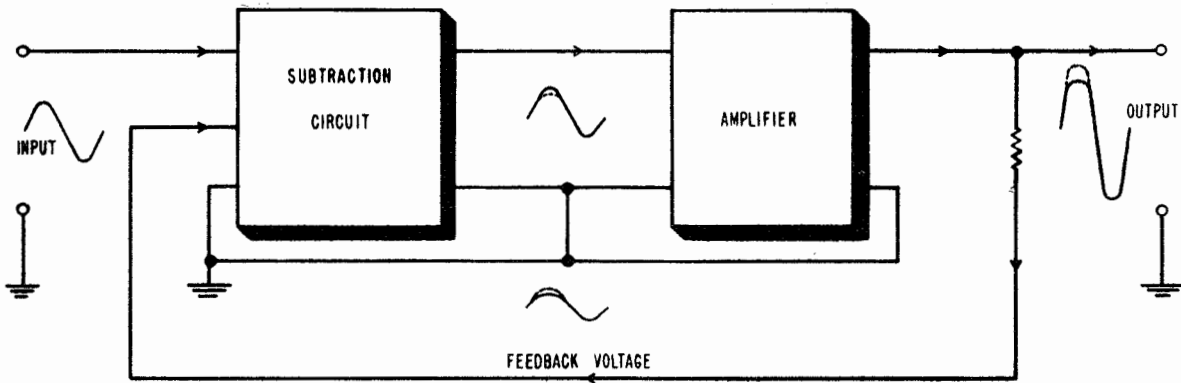 SUBTRACTION
CIRCUIT
AMPLIFIER
INPUT
OUTPUT
FEEDBACK VOLTAGE